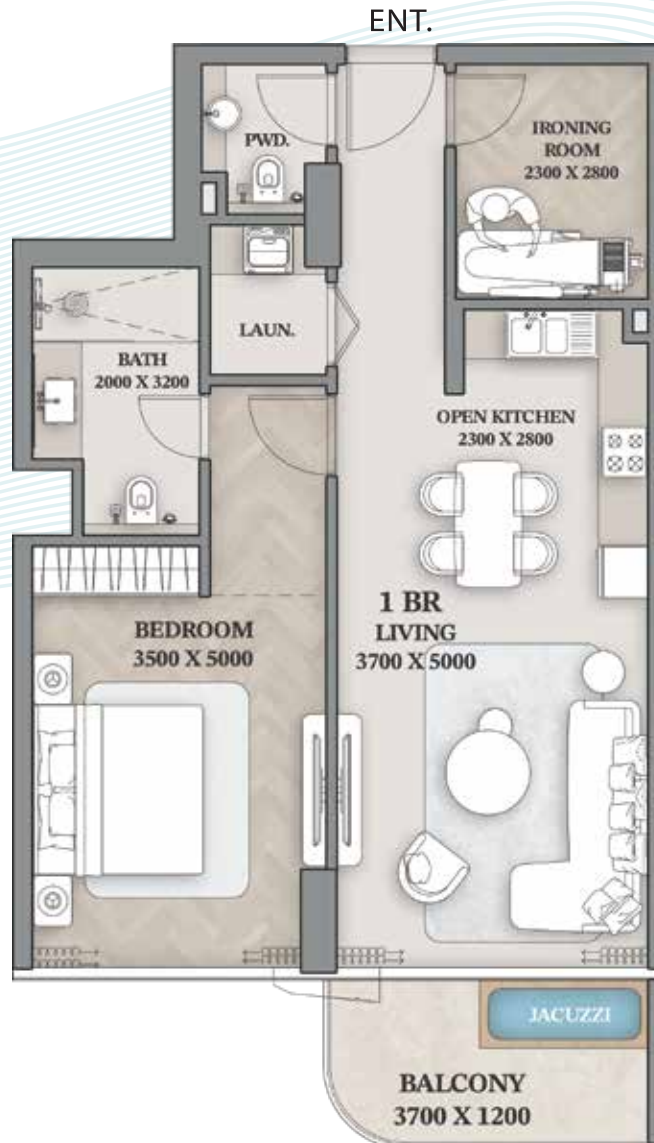 ENT.
PWD.
IRONING
ROOM
2300 X 2800
LAUN.
BATH
2000 X 3200
OPEN KITCHEN
2300 X 2800
1 BR
LIVING
3700 X 5000
BEDROOM
3500 X 5000
JACUZZI
BALCONY
3700 X 1200